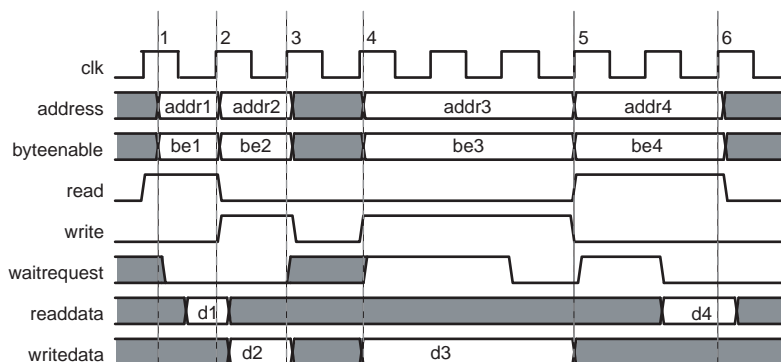 1 2 3 4 5 6
clk
address addr1 addr2 addr3 addr4
byteenable be1 be2 be3 be4
read
write
waitrequest
readdata d1 d4
writedata d2 d3